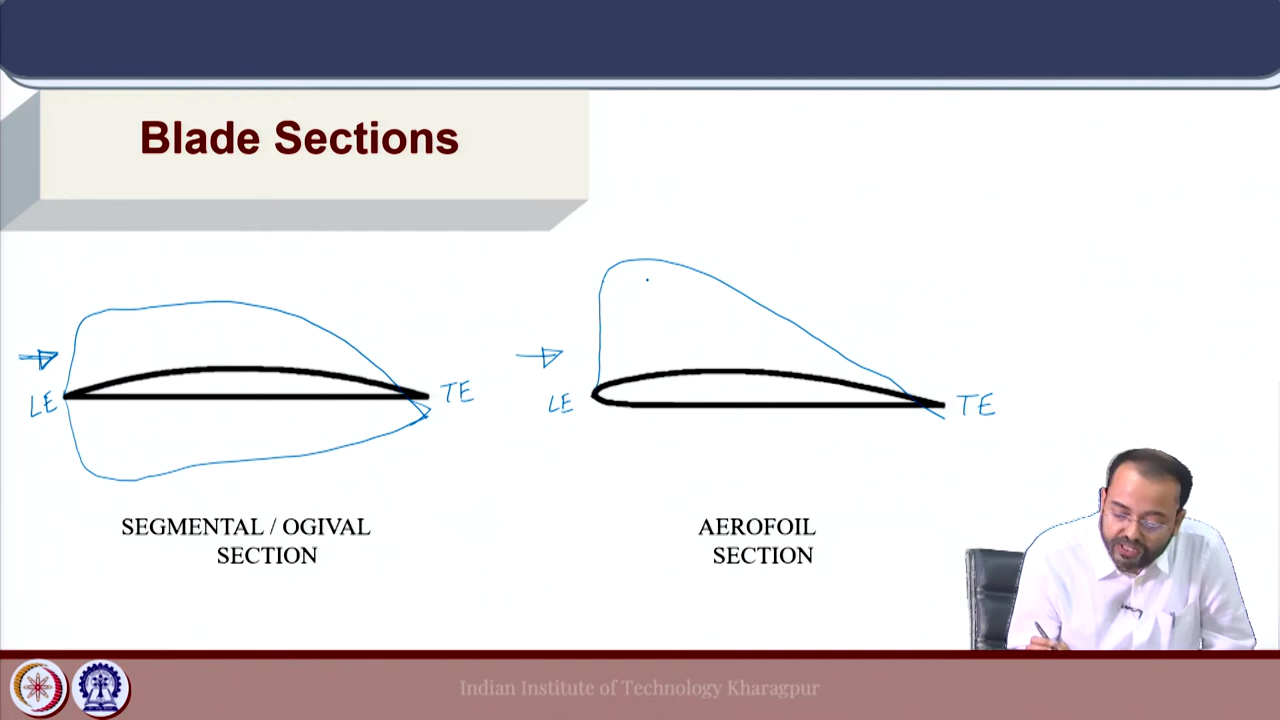 Blade Sections
LE
TE
LE
TE
SEGMENTAL / OGIVAL
SECTION
AEROFOIL
SECTION
Indian Institute of Technology Kharagpur